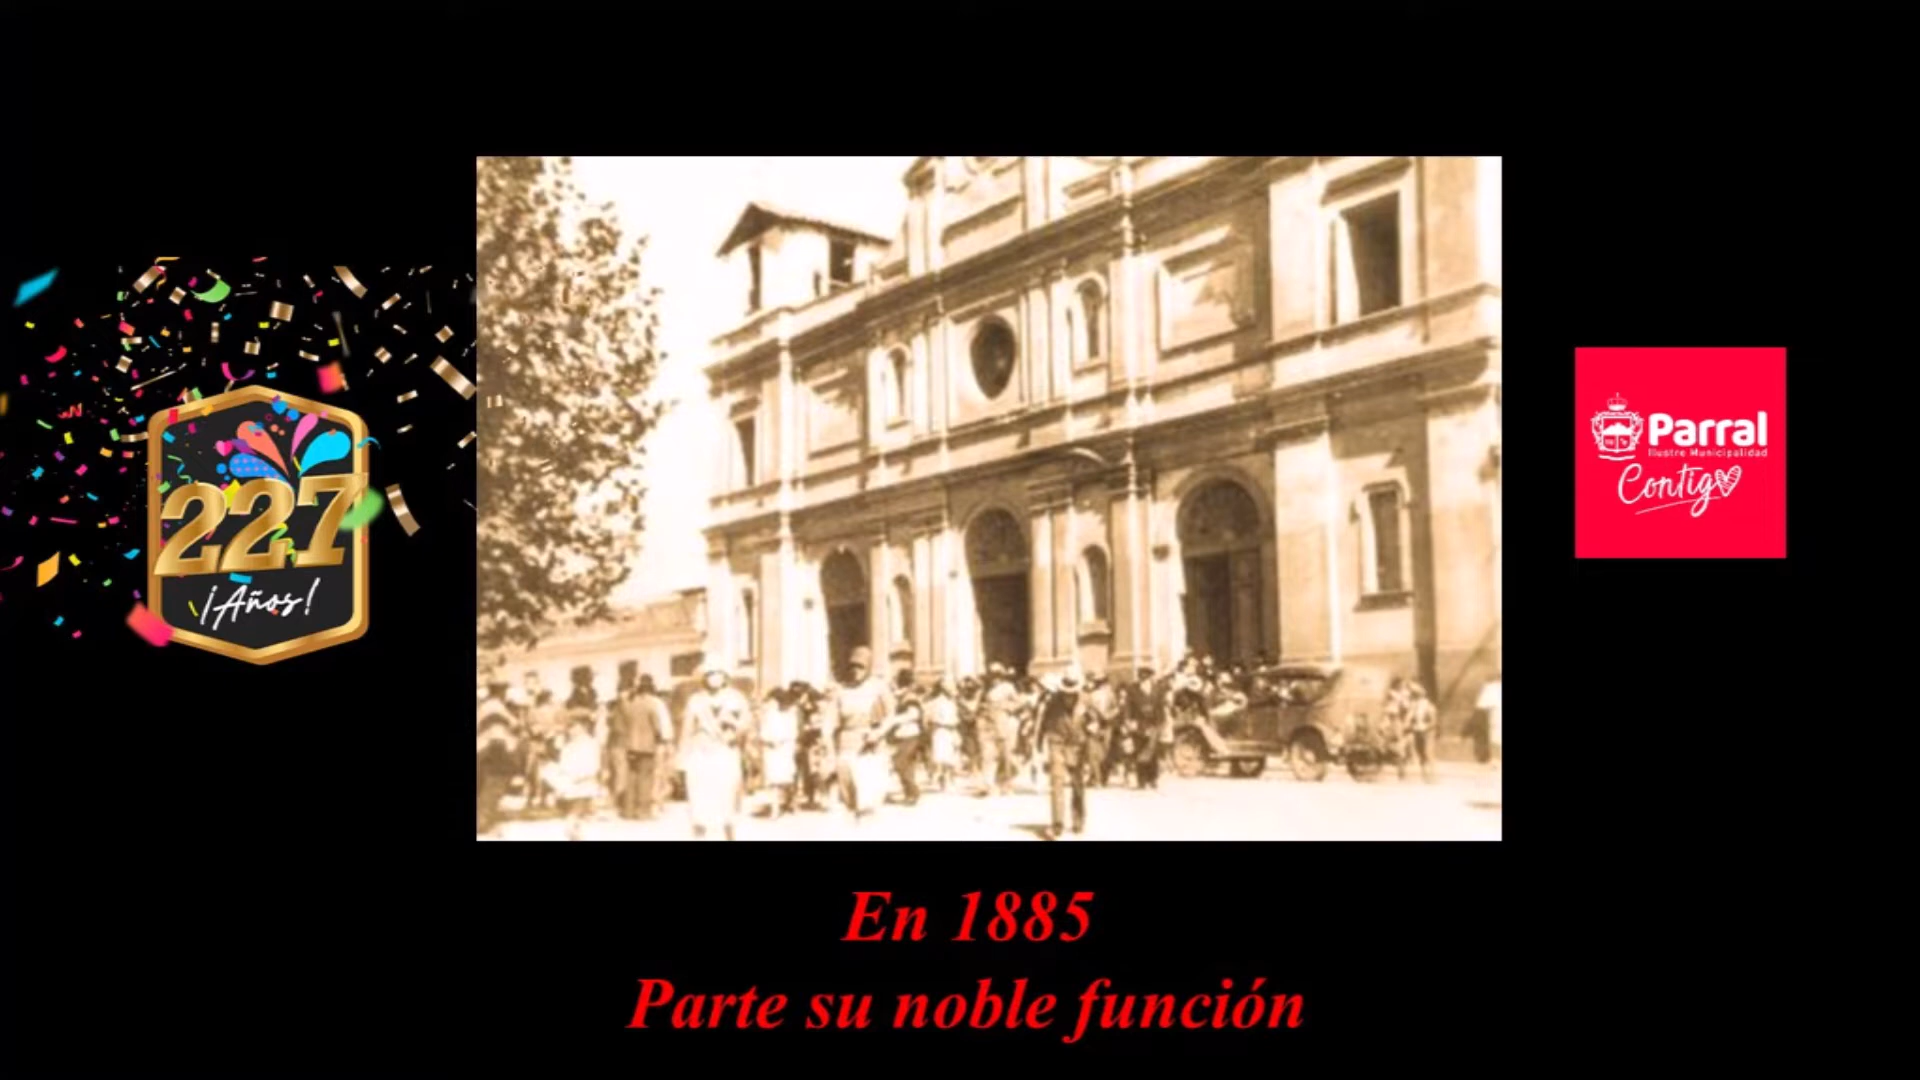 227
¡Años!
Parral
Ilustre Municipalidad
Contigo
En 1885
Parte su noble función